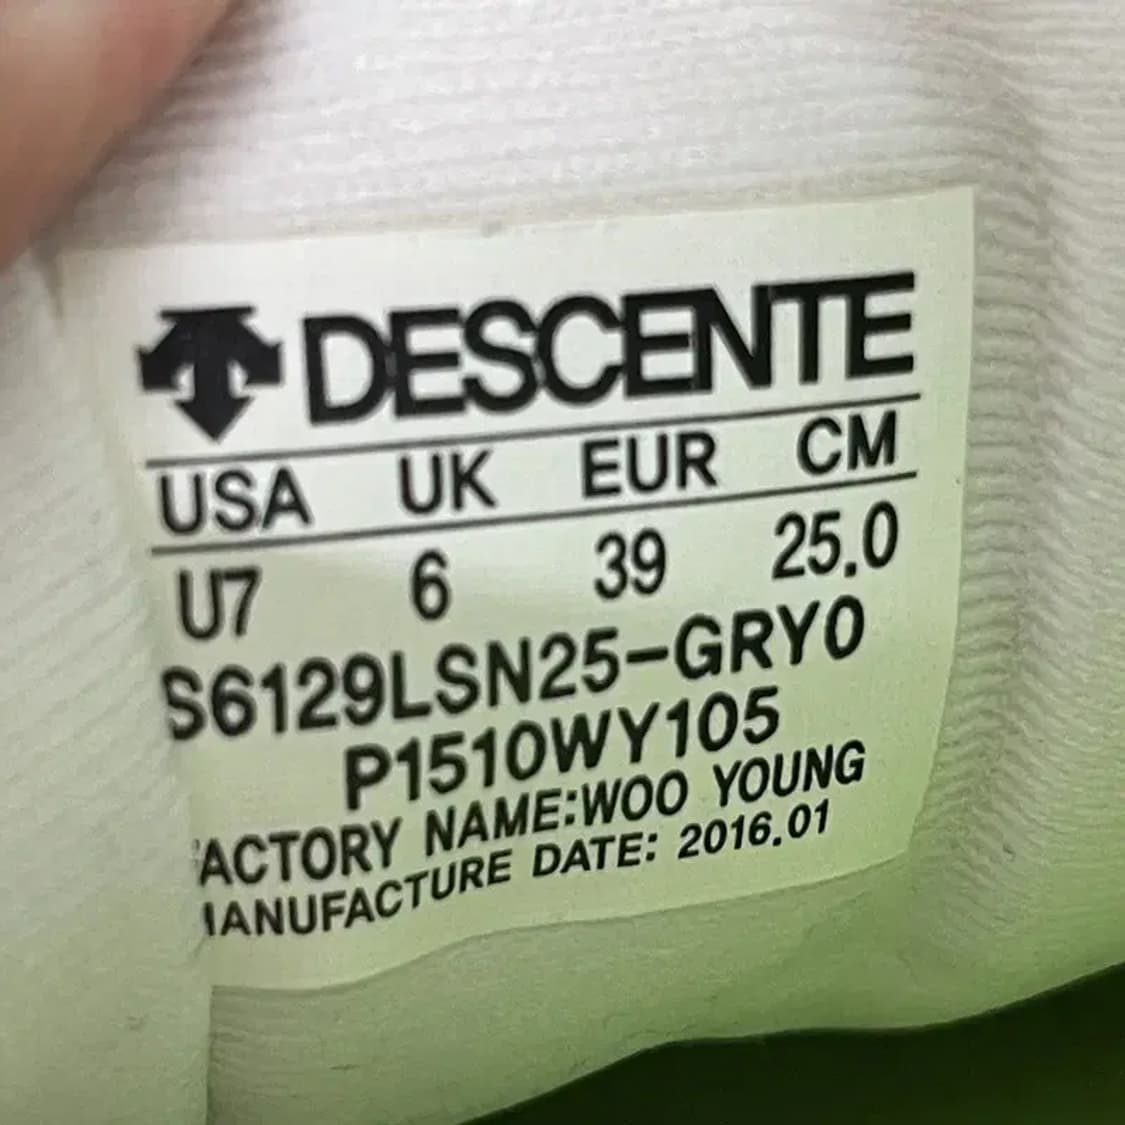 DESCENTE
USA UK EUR CM
U7 6 39 25.0
S6129LSN25-GRY0
P1510WY105
FACTORY NAME:WOO YOUNG
MANUFACTURE DATE: 2016.01